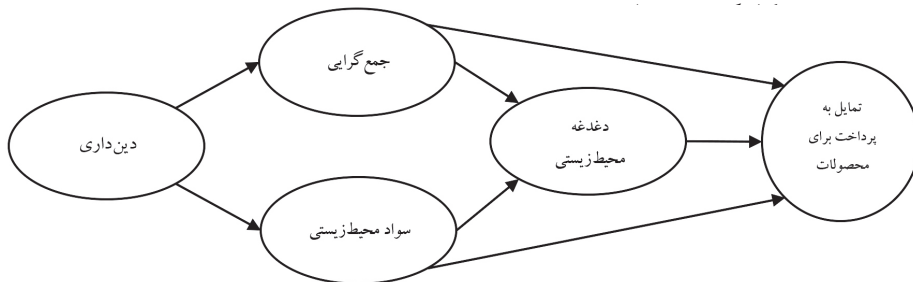 جمع‌گرایی
دین‌داری
دغدغه
محیط‌زیستی
سواد محیط‌زیستی
تمایل به
پرداخت برای
محصولات